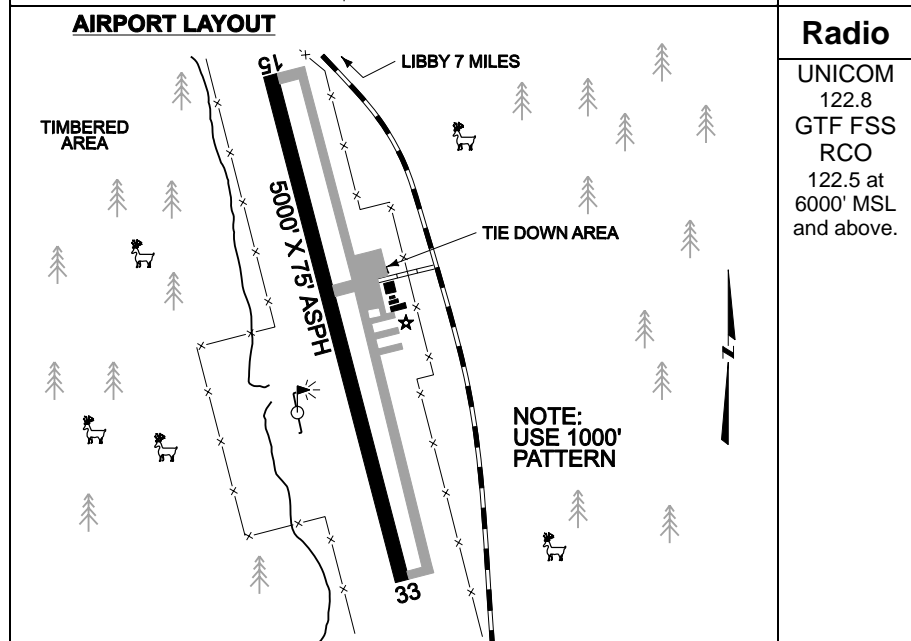 AIRPORT LAYOUT
15
LIBBY 7 MILES
TIMBERED
AREA
5000' X 75' ASPH
TIE DOWN AREA
N
NOTE:
USE 1000'
PATTERN
33
Radio
UNICOM
122.8
GTF FSS
RCO
122.5 at
6000' MSL
and above.